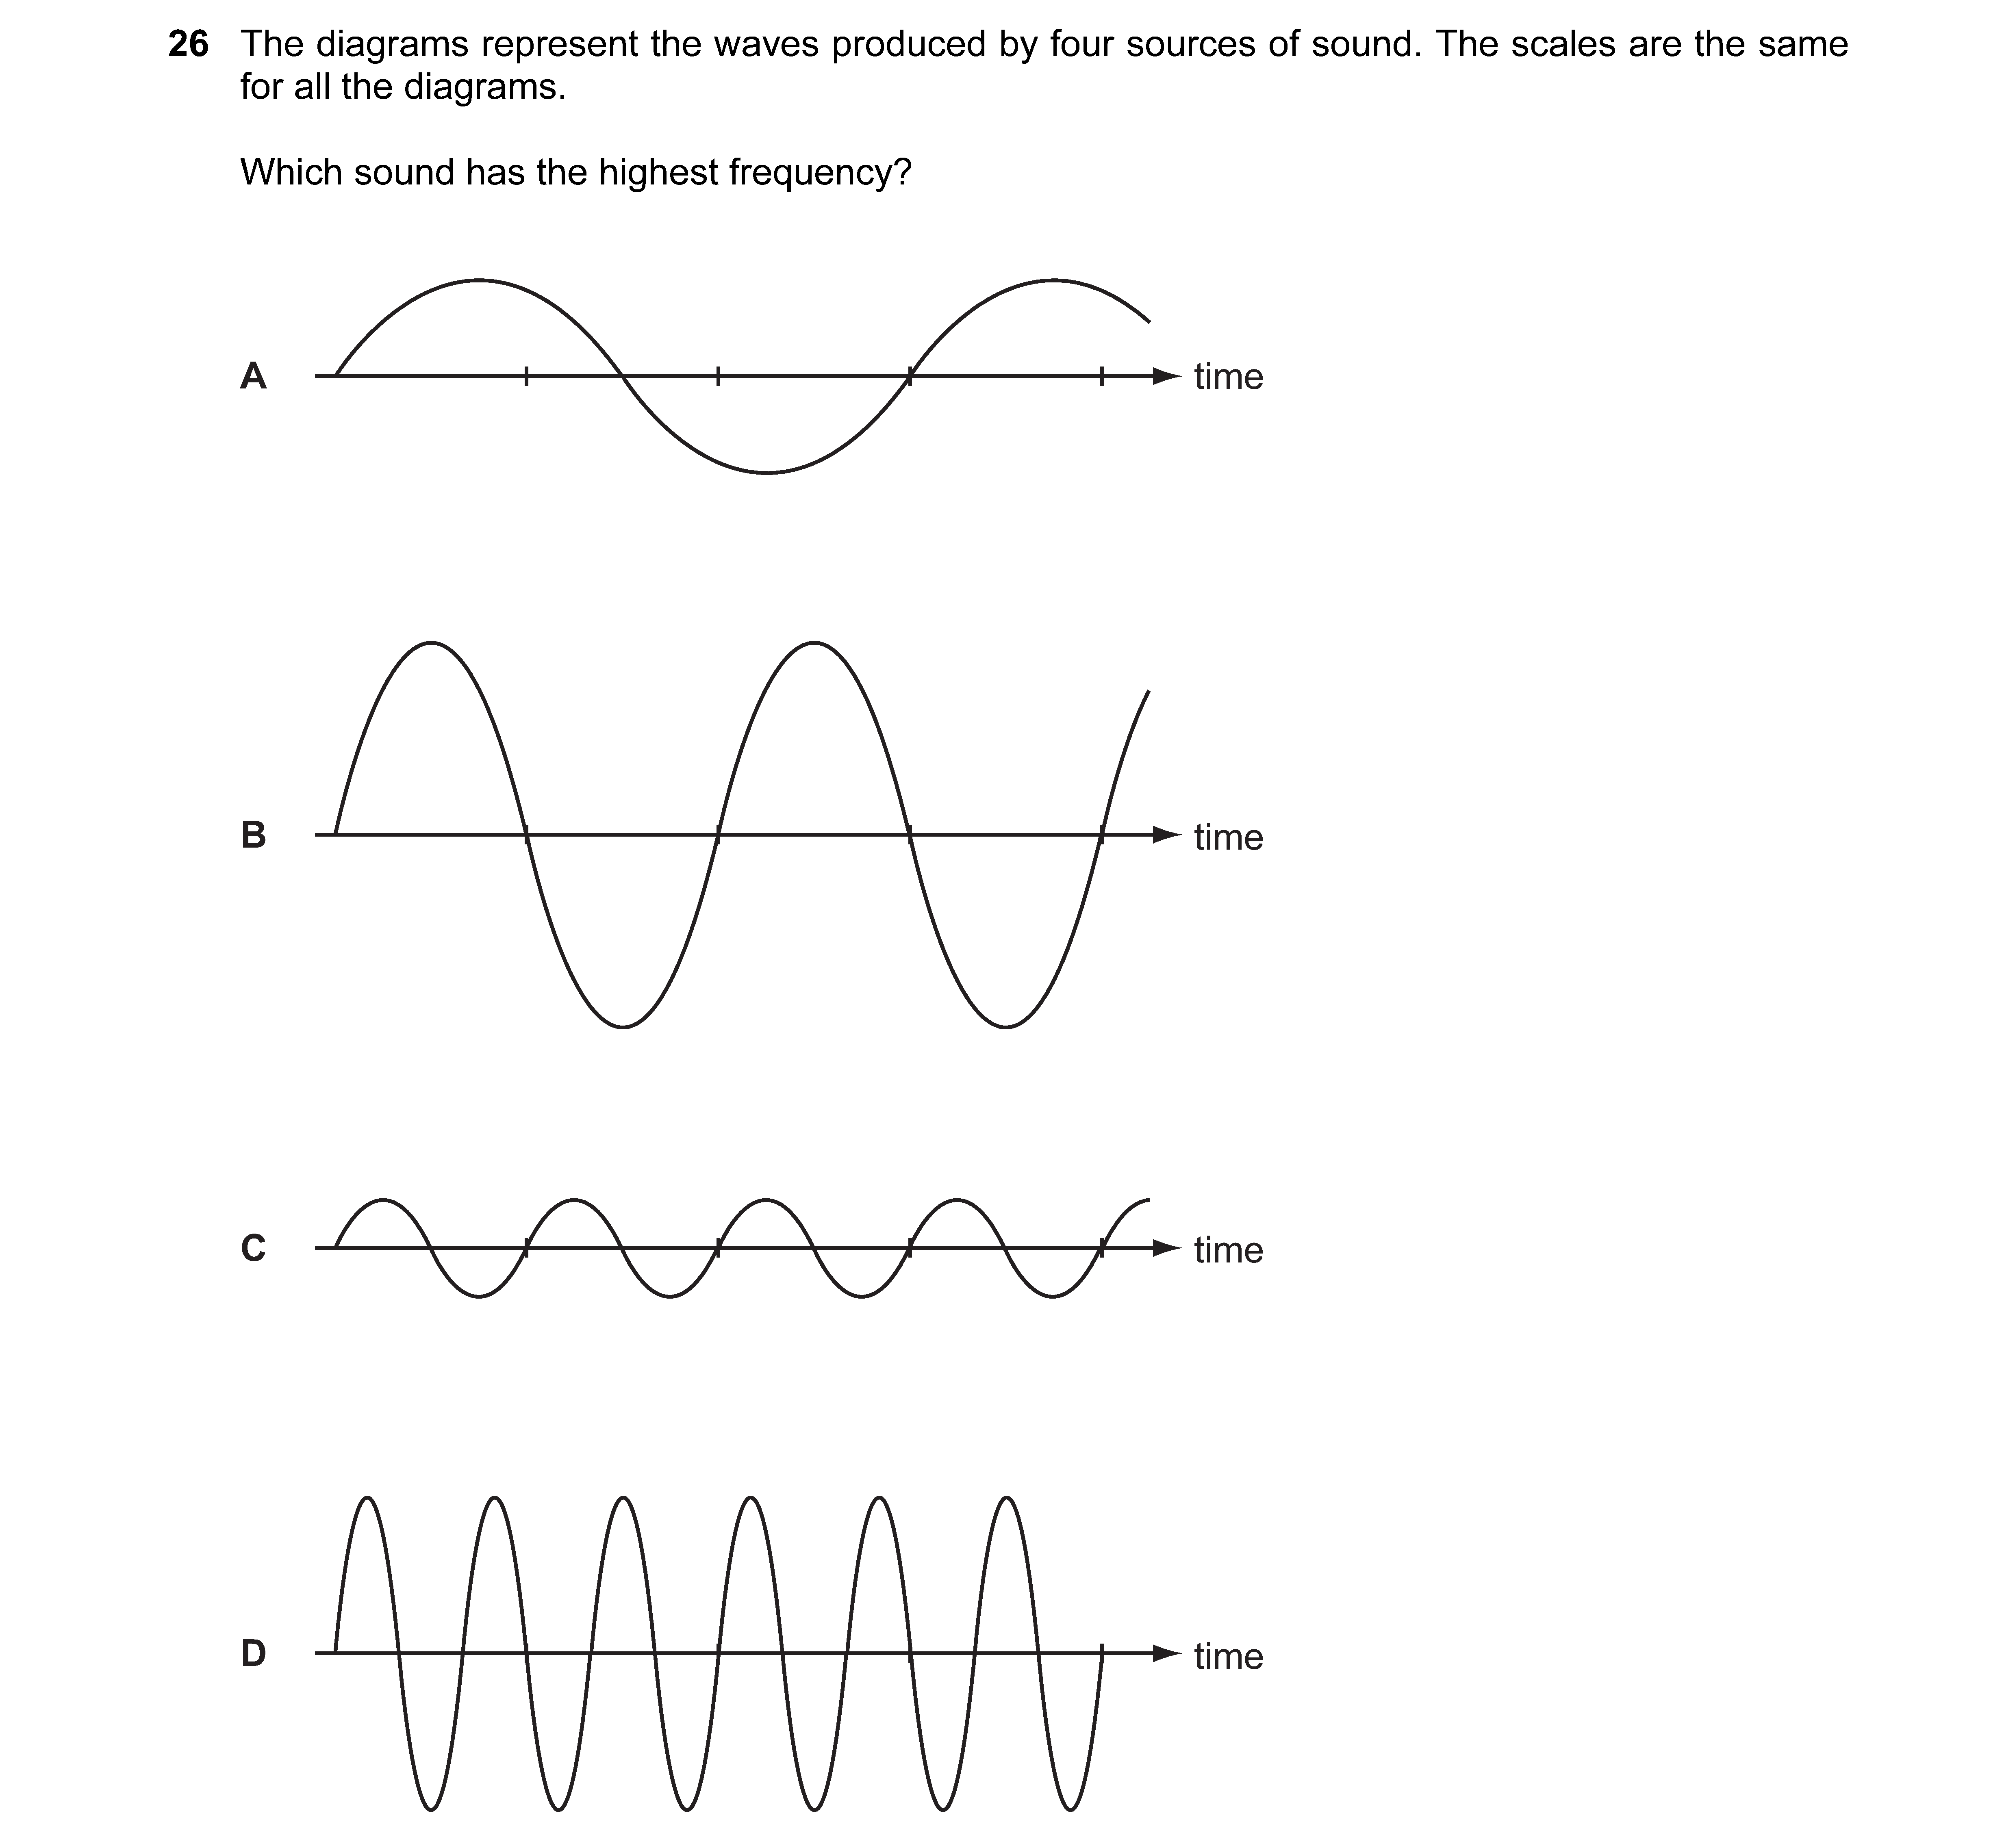 26 The diagrams represent the waves produced by four sources of sound. The scales are the same
for all the diagrams.
Which sound has the highest frequency?
A time
B time
C time
D time